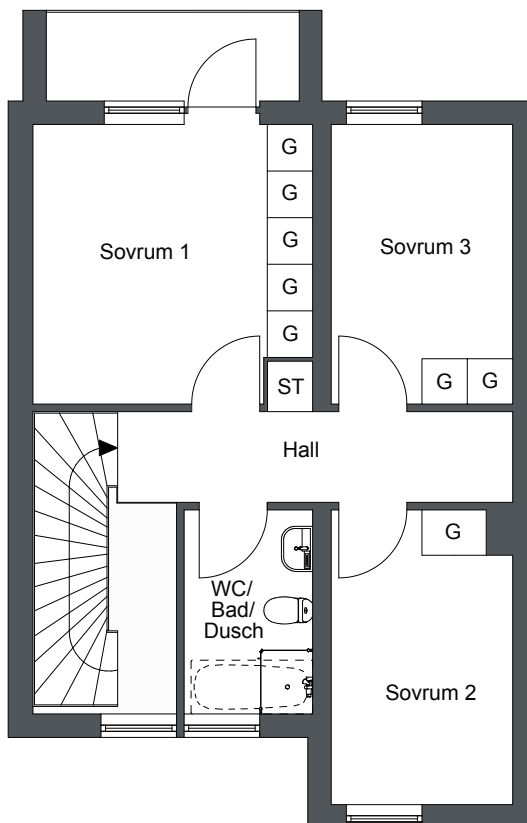 G
G
Sovrum 1
G
Sovrum 3
G
G
ST
G
G
Hall
G
WC/
Bad/
Dusch
Sovrum 2